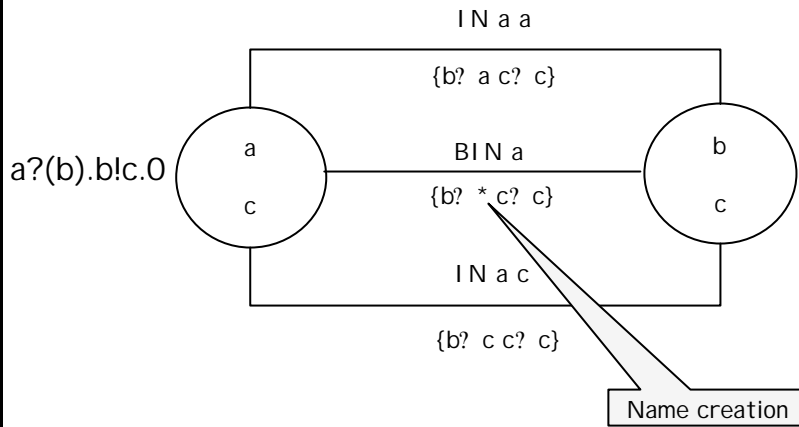 IN a a
{b? a c? c}
a
BIN a
b
a?(b).b!c.0
{b? * c? c}
c
c
IN a c
{b? c c? c}
Name creation